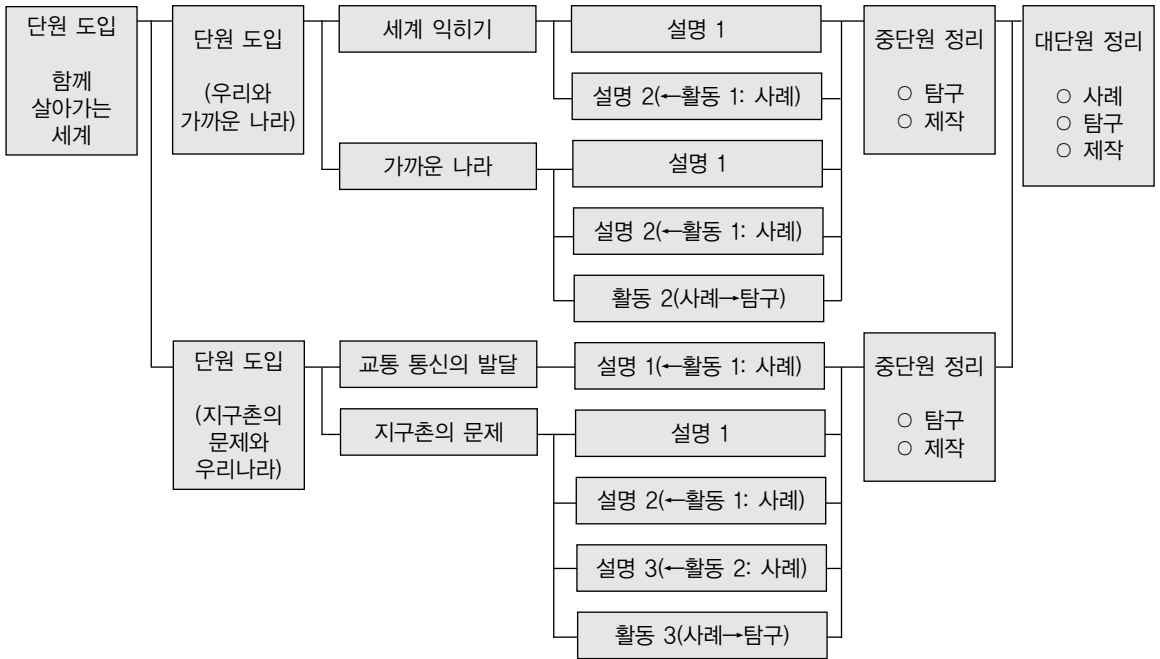 단원 도입
함께
살아가는
세계
단원 도입
(우리와
가까운 나라)
세계 익히기
설명 1
설명 2(←활동 1: 사례)
가까운 나라
설명 1
설명 2(←활동 1: 사례)
활동 2(사례→탐구)
중단원 정리
○ 탐구
○ 제작
대단원 정리
○ 사례
○ 탐구
○ 제작
단원 도입
(지구촌의
문제와
우리나라)
교통 통신의 발달
설명 1(←활동 1: 사례)
지구촌의 문제
설명 1
설명 2(←활동 1: 사례)
설명 3(←활동 2: 사례)
활동 3(사례→탐구)
중단원 정리
○ 탐구
○ 제작